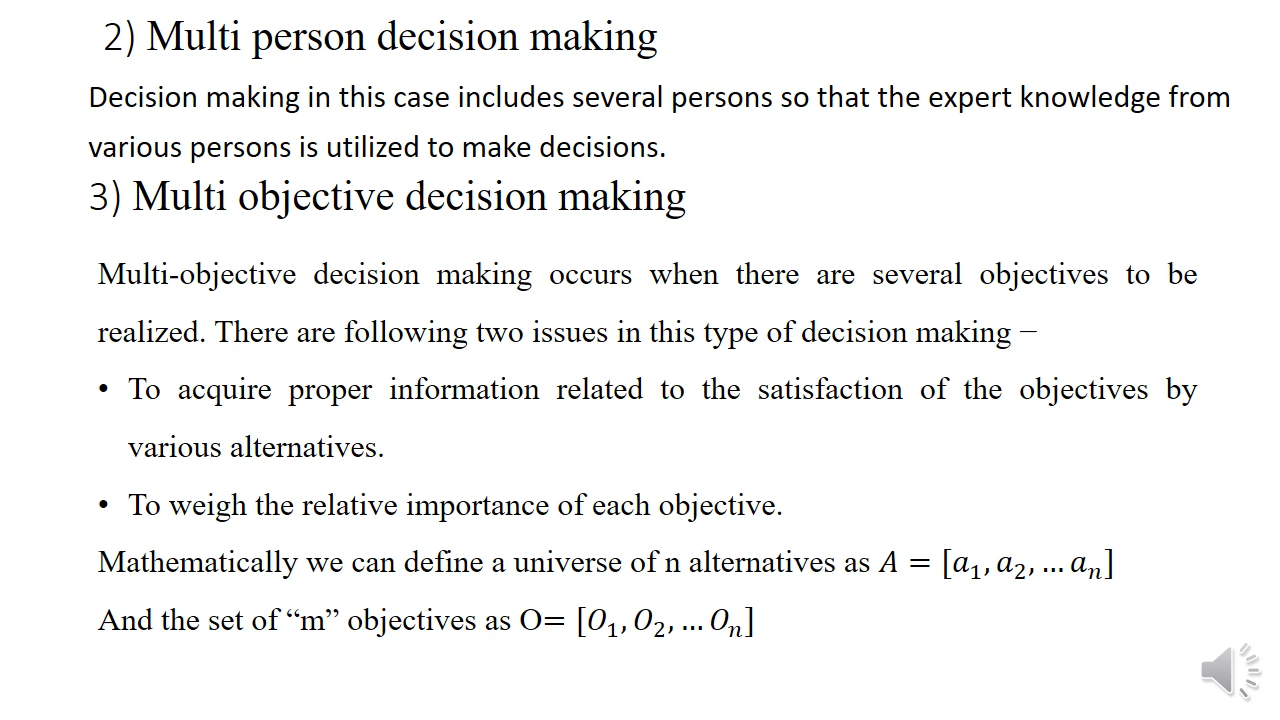 2) Multi person decision making
Decision making in this case includes several persons so that the expert knowledge from
various persons is utilized to make decisions.
3) Multi objective decision making
Multi-objective decision making occurs when there are several objectives to be
realized. There are following two issues in this type of decision making −
• To acquire proper information related to the satisfaction of the objectives by
various alternatives.
• To weigh the relative importance of each objective.
Mathematically we can define a universe of n alternatives as 𝐴 = [𝑎₁, 𝑎₂, … 𝑎ₙ]
And the set of “m” objectives as O= [𝑂₁, 𝑂₂, … 𝑂ₙ]